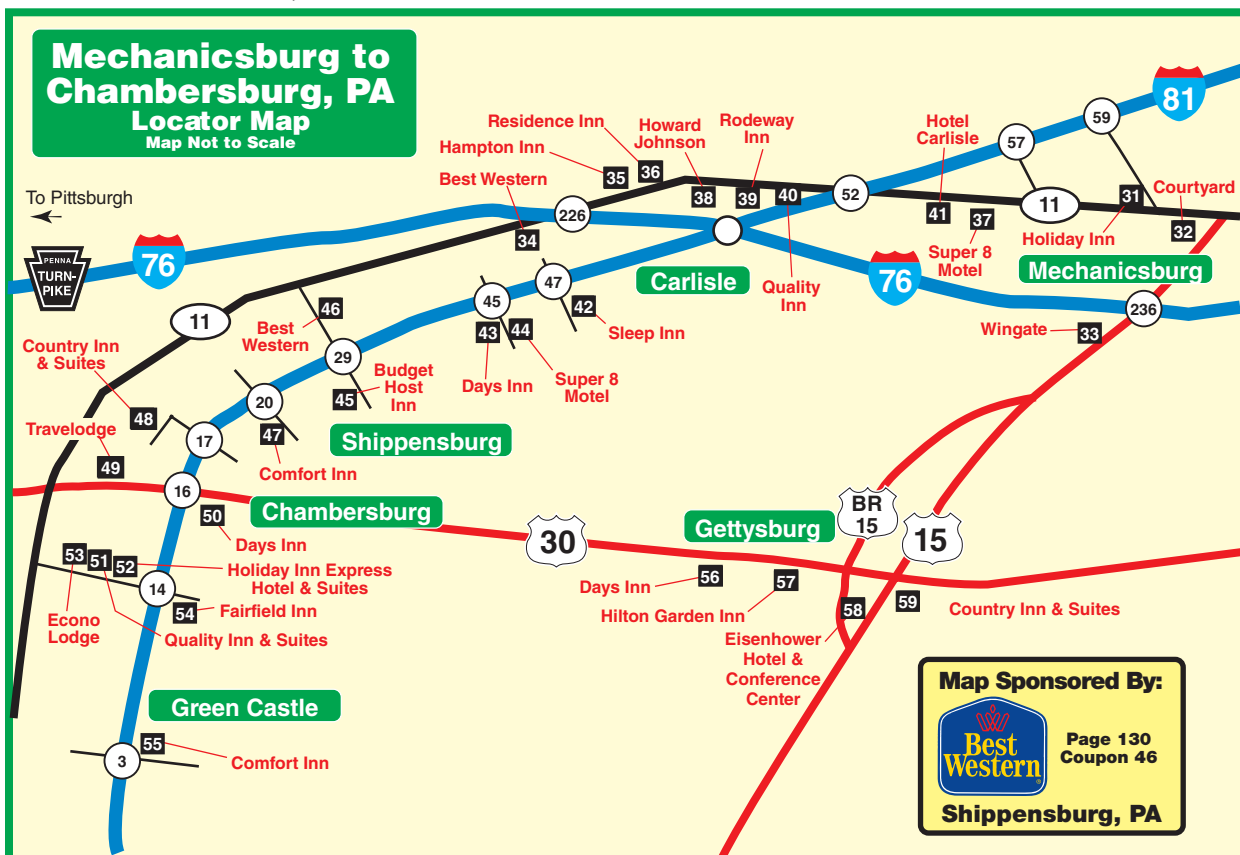 Mechanicsburg to
Chambersburg, PA
Locator Map
Map Not to Scale
To Pittsburgh
PENNA
TURN-
PIKE
76
11
Residence Inn
Hampton Inn
Best Western
35
36
34
226
Howard
Johnson
38
Rodeway
Inn
39
40
Quality
Inn
52
Hotel
Carlisle
41
37
Super 8
Motel
57
59
81
11
31
Holiday Inn
Courtyard
32
Mechanicsburg
Carlisle
76
236
Wingate
33
47
42
Sleep Inn
45
43
44
Days Inn
Super 8
Motel
46
Best
Western
29
45
Budget
Host
Inn
20
47
Comfort Inn
Shippensburg
Country Inn
& Suites
48
17
Travelodge
49
16
Chambersburg
50
Days Inn
30
Gettysburg
BR
15
15
53
51
52
Holiday Inn Express
Hotel & Suites
14
54
Fairfield Inn
Econo
Lodge
Quality Inn & Suites
Days Inn
56
Hilton Garden Inn
57
58
59
Country Inn & Suites
Eisenhower
Hotel &
Conference
Center
Green Castle
3
55
Comfort Inn
Map Sponsored By:
Best
Western
®
Page 130
Coupon 46
Shippensburg, PA